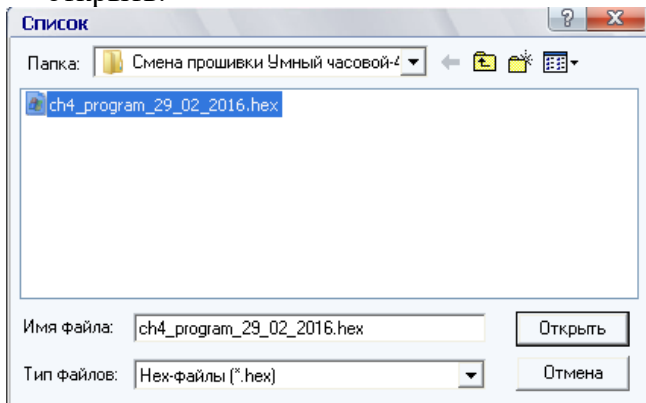 Список
Папка: Смена прошивки Умный часовой-4
ch4_program_29_02_2016.hex
Имя файла: ch4_program_29_02_2016.hex Открыть
Тип файлов: Hex-файлы (*.hex) Отмена